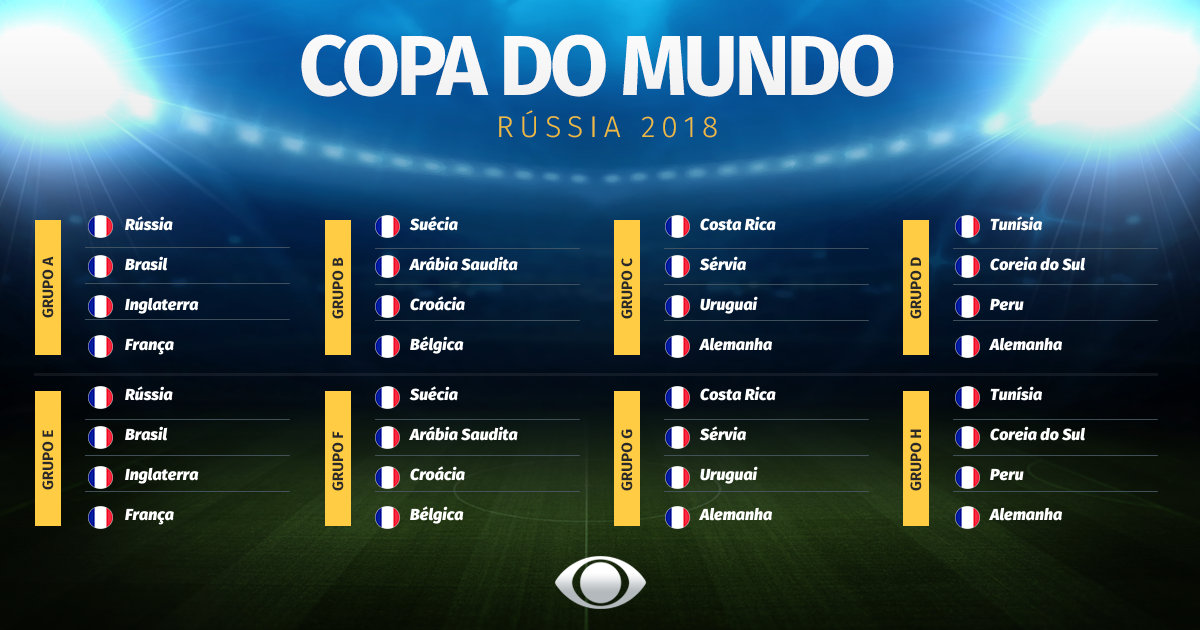 COPA DO MUNDO
RÚSSIA 2018
GRUPO A
Rússia
Brasil
Inglaterra
França
GRUPO B
Suécia
Arábia Saudita
Croácia
Bélgica
GRUPO C
Costa Rica
Sérvia
Uruguai
Alemanha
GRUPO D
Tunísia
Coreia do Sul
Peru
Alemanha
GRUPO E
Rússia
Brasil
Inglaterra
França
GRUPO F
Suécia
Arábia Saudita
Croácia
Bélgica
GRUPO G
Costa Rica
Sérvia
Uruguai
Alemanha
GRUPO H
Tunísia
Coreia do Sul
Peru
Alemanha